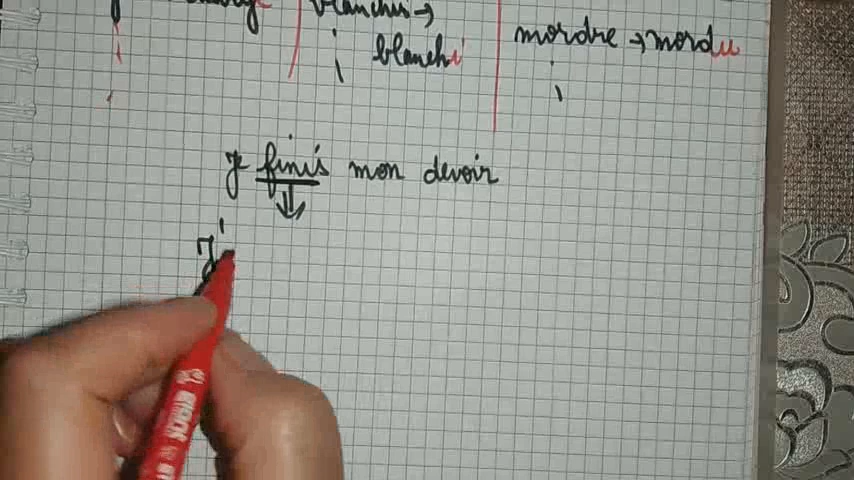 blanchir →
blanchi
mordre → mordu
je finis mon devoir
J'